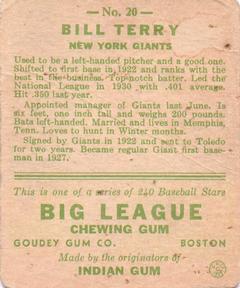 — No. 20 —
BILL TERRY
NEW YORK GIANTS
Used to be a left-handed pitcher and a good one.
Shifted to first base in 1922 and ranks with the
best in the business. Top-notch batter. Led the
National League in 1930 with .401 average.
Hit .350 last year.
Appointed manager of Giants last June. Is
six feet, one inch tall and weighs 200 pounds.
Bats left-handed. Married and lives in Memphis,
Tenn. Loves to hunt in Winter months.
Signed by Giants in 1922 and sent to Toledo
for two years. Became regular Giant first base-
man in 1927.
This is one of a series of 240 Baseball Stars
BIG LEAGUE
CHEWING GUM
GOUDEY GUM CO. BOSTON
Made by the originators of
INDIAN GUM